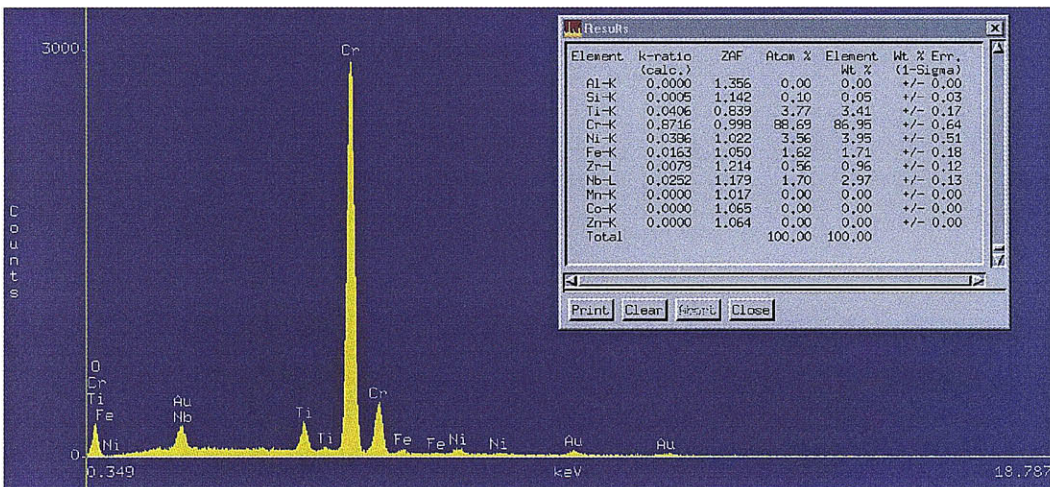 3000
Cr
Counts
O
Cr
Ti
Fe
Ni
Au
Nb
Ti
Ti
Cr
Fe
Fe
Ni
Ni
Au
Au
0
0.349
keV
18.787
Results
Element k-ratio ZAF Atom % Element Wt % Err.
(calc.) Wt % (1-Sigma)
Al-K 0.0000 1.356 0.00 0.00 +/- 0.00
Si-K 0.0005 1.142 0.10 0.05 +/- 0.03
Ti-K 0.0406 0.839 3.77 3.41 +/- 0.17
Cr-K 0.8716 0.998 88.69 86.95 +/- 0.64
Ni-K 0.0386 1.022 3.56 3.95 +/- 0.51
Fe-K 0.0163 1.050 1.62 1.71 +/- 0.18
Zr-L 0.0079 1.214 0.56 0.96 +/- 0.12
Nb-L 0.0252 1.179 1.70 2.97 +/- 0.13
Mn-K 0.0000 1.017 0.00 0.00 +/- 0.00
Co-K 0.0000 1.065 0.00 0.00 +/- 0.00
Zn-K 0.0000 1.064 0.00 0.00 +/- 0.00
Total 100.00 100.00
Print Clear Abort Close